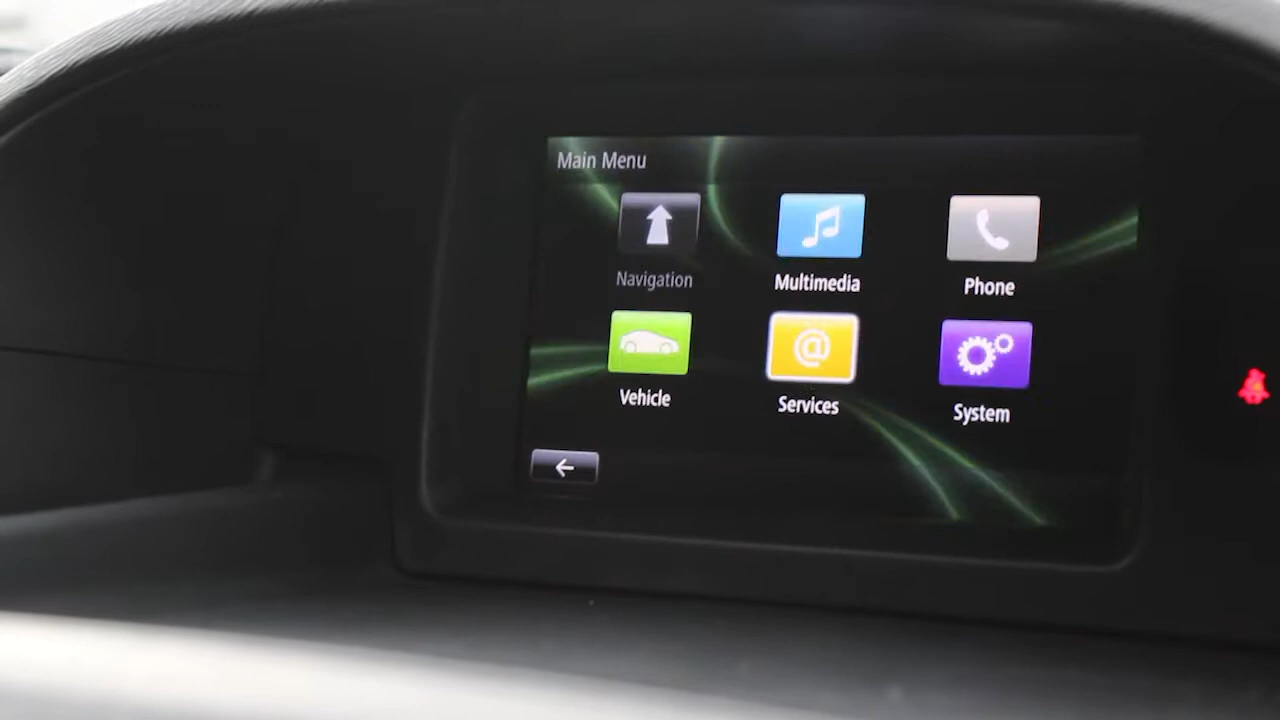 Main Menu
Navigation
Multimedia
Phone
Vehicle
@
Services
System